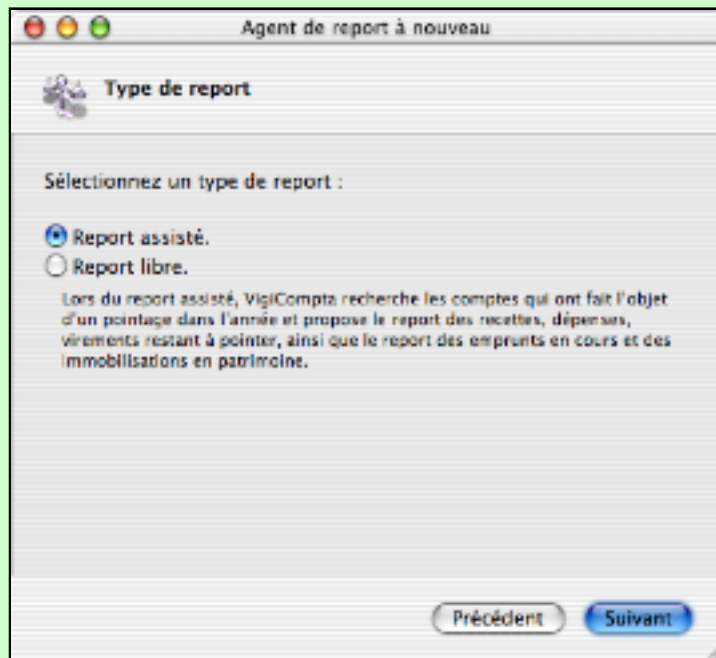 Agent de report à nouveau
Type de report
Sélectionnez un type de report :
Report assisté.
Report libre.
Lors du report assisté, VigiCompta recherche les comptes qui ont fait l'objet
d'un pointage dans l'année et propose le report des recettes, dépenses,
virements restant à pointer, ainsi que le report des emprunts en cours et des
immobilisations en patrimoine.
Précédent
Suivant